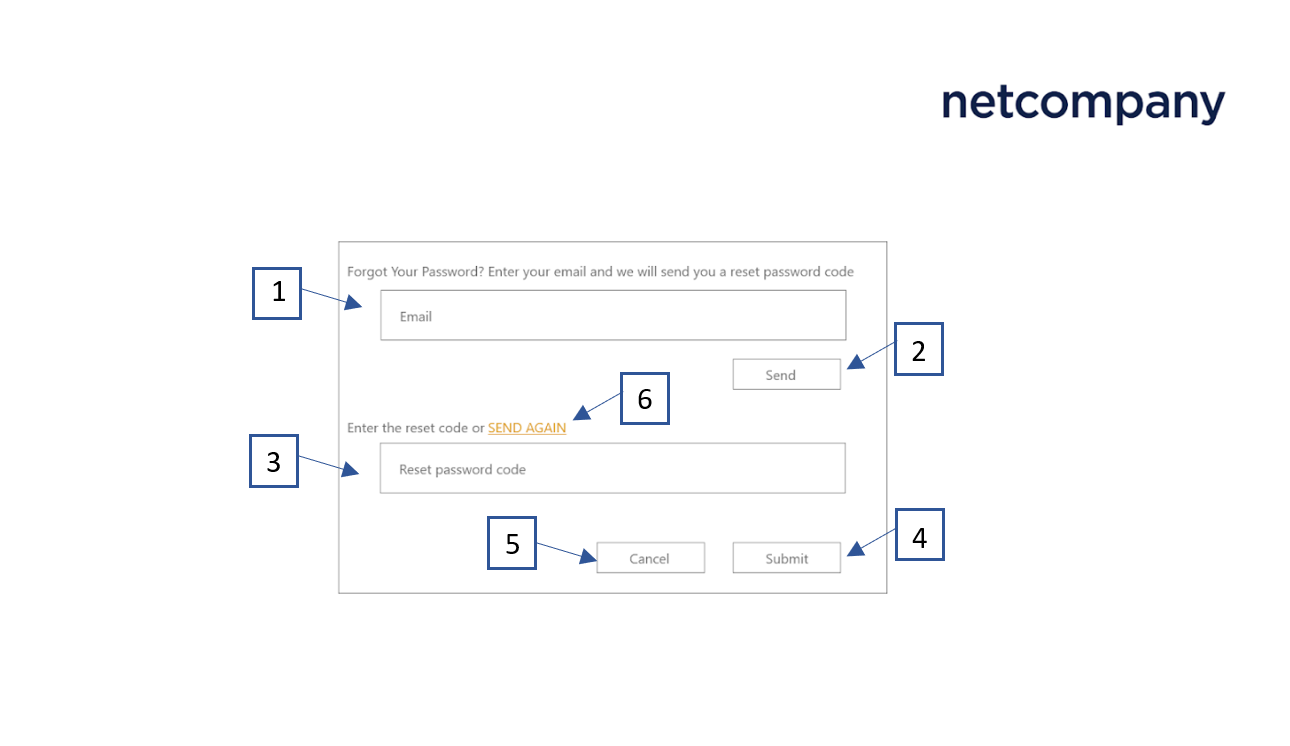 netcompany
1
Forgot Your Password? Enter your email and we will send you a reset password code
Email
2
Send
6
Enter the reset code or SEND AGAIN
3
Reset password code
5
4
Cancel
Submit